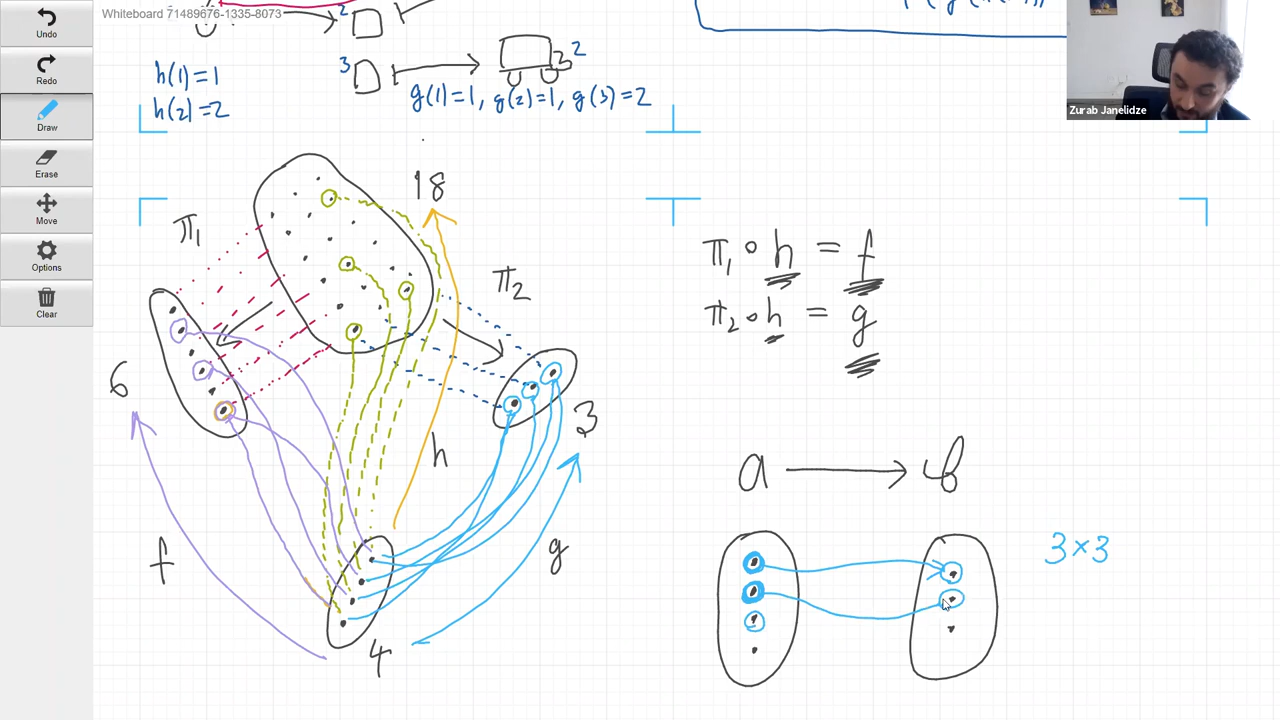 Whiteboard 71489676-1335-8073
Undo
Redo
Draw
Erase
Move
Options
Clear
Zurab Janelidze
2
3
2
h(1)=1
h(2)=2
g(1)=1, g(2)=1, g(3)=2
18
π₁
π₂
6
3
h
f
g
4
π₁∘h = f
π₂∘h = g
a → b
3×3